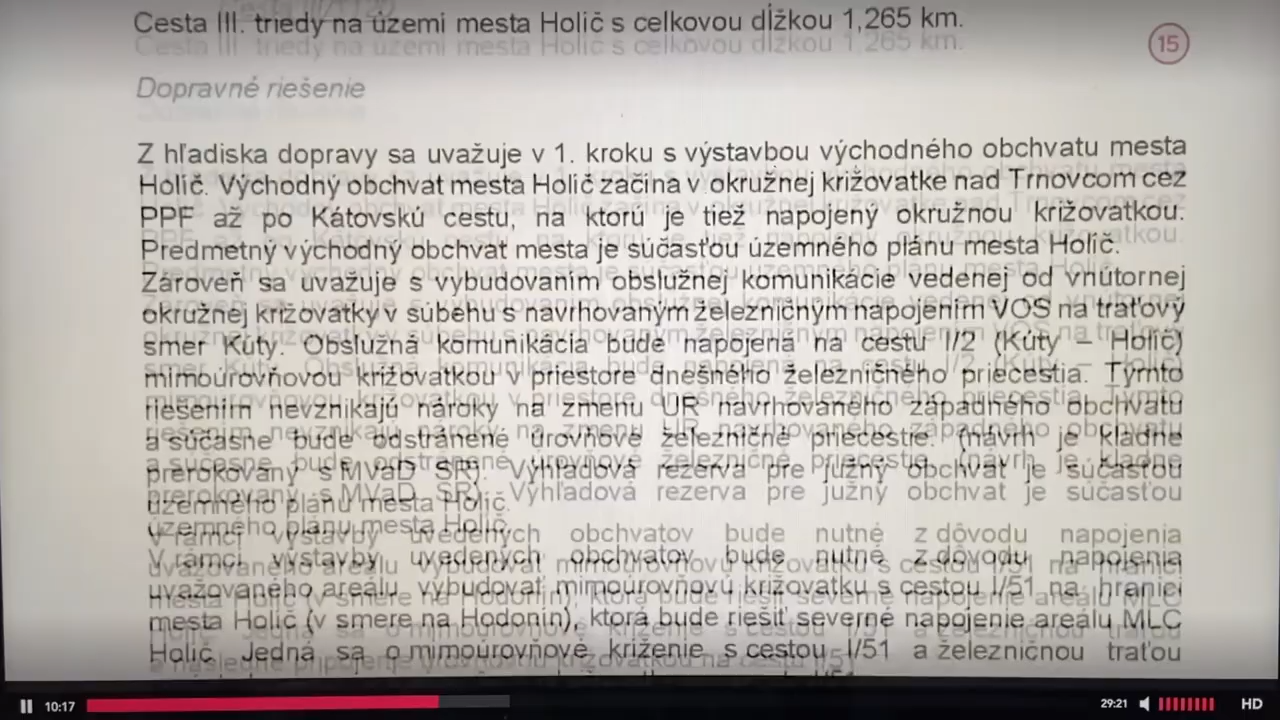 Cesta III. triedy na území mesta Holíč s celkovou dĺžkou 1,265 km.
15
Dopravné riešenie
Z hľadiska dopravy sa uvažuje v 1. kroku s výstavbou východného obchvatu mesta
Holíč. Východný obchvat mesta Holíč začína v okružnej križovatke nad Trnovcom cez
PPF až po Kátovskú cestu, na ktorú je tiež napojený okružnou križovatkou.
Predmetný východný obchvat mesta je súčasťou územného plánu mesta Holíč.
Zároveň sa uvažuje s vybudovaním obslužnej komunikácie vedenej od vnútornej
okružnej križovatky v súbehu s navrhovaným železničným napojením VOS na traťový
smer Kúty. Obslužná komunikácia bude napojená na cestu I/2 (Kúty – Holíč)
mimoúrovňovou križovatkou v priestore dnešného železničného priecestia. Týmto
riešením nevznikajú nároky na zmenu ÚR navrhovaného západného obchvatu
a súčasne bude odstránené úrovňové železničné priecestie. (návrh je kladne
prerokovaný s MVaD SR). Výhľadová rezerva pre južný obchvat je súčasťou
územného plánu mesta Holíč.
V rámci výstavby uvedených obchvatov bude nutné z dôvodu napojenia
uvažovaného areálu vybudovať mimoúrovňovú križovatku s cestou I/51 na hranici
mesta Holíč (v smere na Hodonín), ktorá bude riešiť severné napojenie areálu MLC
Holíč. Jedná sa o mimoúrovňové kríženie s cestou I/51 a železničnou traťou
10:17
29:21
HD